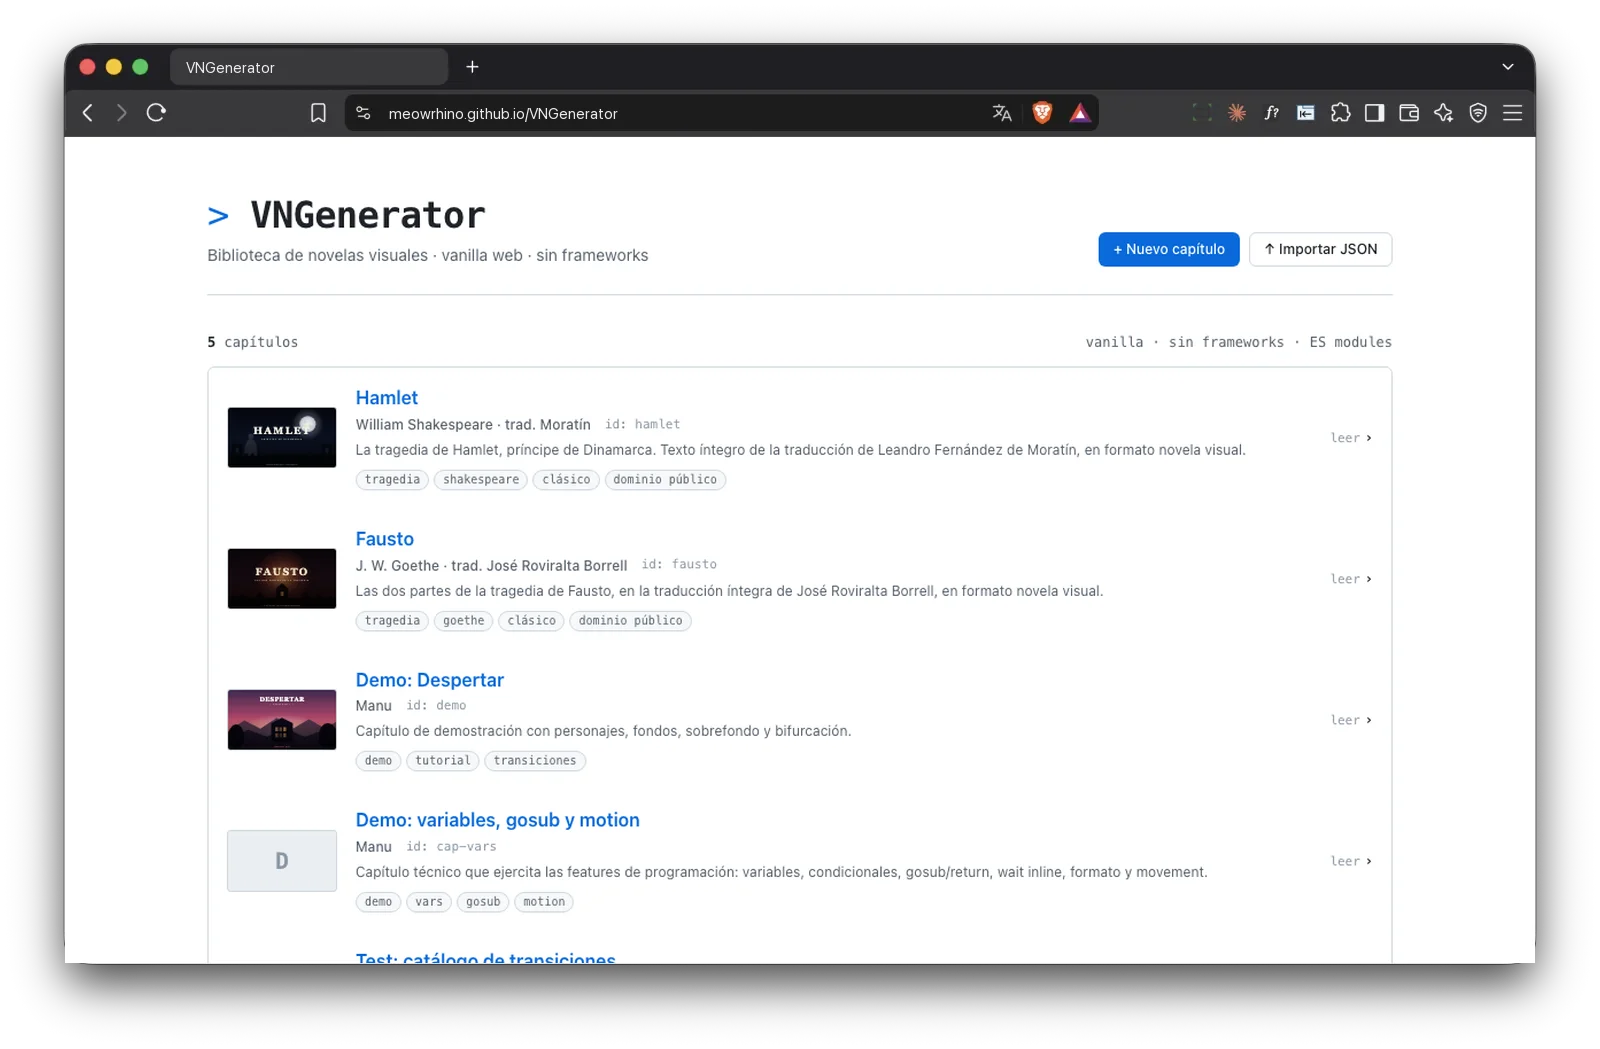 VNGenerator
meowrhino.github.io/VNGenerator
f?
> VNGenerator
Biblioteca de novelas visuales · vanilla web · sin frameworks
+ Nuevo capítulo
↑ Importar JSON
5 capítulos
vanilla · sin frameworks · ES modules
HAMLET
Hamlet
William Shakespeare · trad. Moratín id: hamlet
La tragedia de Hamlet, príncipe de Dinamarca. Texto íntegro de la traducción de Leandro Fernández de Moratín, en formato novela visual.
tragedia shakespeare clásico dominio público
leer ›
FAUSTO
Fausto
J. W. Goethe · trad. José Roviralta Borrell id: fausto
Las dos partes de la tragedia de Fausto, en la traducción íntegra de José Roviralta Borrell, en formato novela visual.
tragedia goethe clásico dominio público
leer ›
DESPERTAR
Demo: Despertar
Manu id: demo
Capítulo de demostración con personajes, fondos, sobrefondo y bifurcación.
demo tutorial transiciones
leer ›
D
Demo: variables, gosub y motion
Manu id: cap-vars
Capítulo técnico que ejercita las features de programación: variables, condicionales, gosub/return, wait inline, formato y movement.
demo vars gosub motion
leer ›
Test: catálogo de transiciones